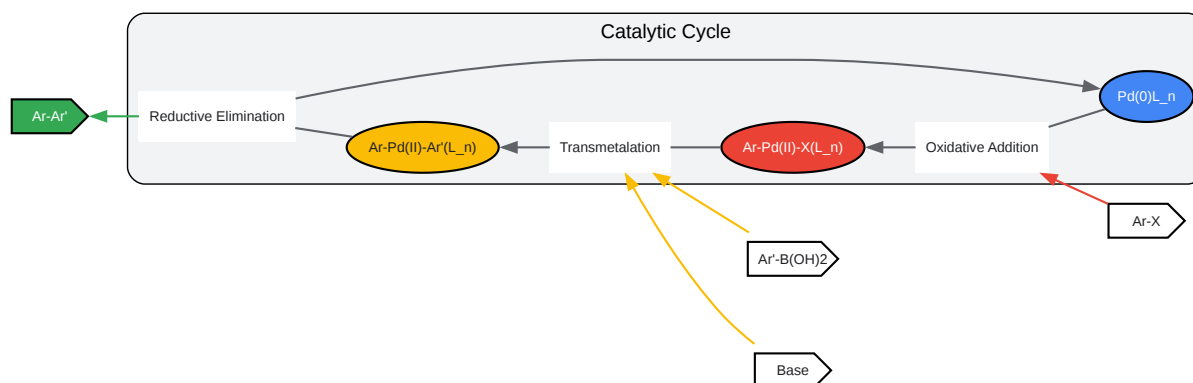 Catalytic Cycle
Pd(0)L_n
Ar-Ar'
Reductive Elimination
Ar-Pd(II)-Ar'(L_n)
Transmetalation
Ar-Pd(II)-X(L_n)
Oxidative Addition
Ar-X
Ar'-B(OH)2
Base